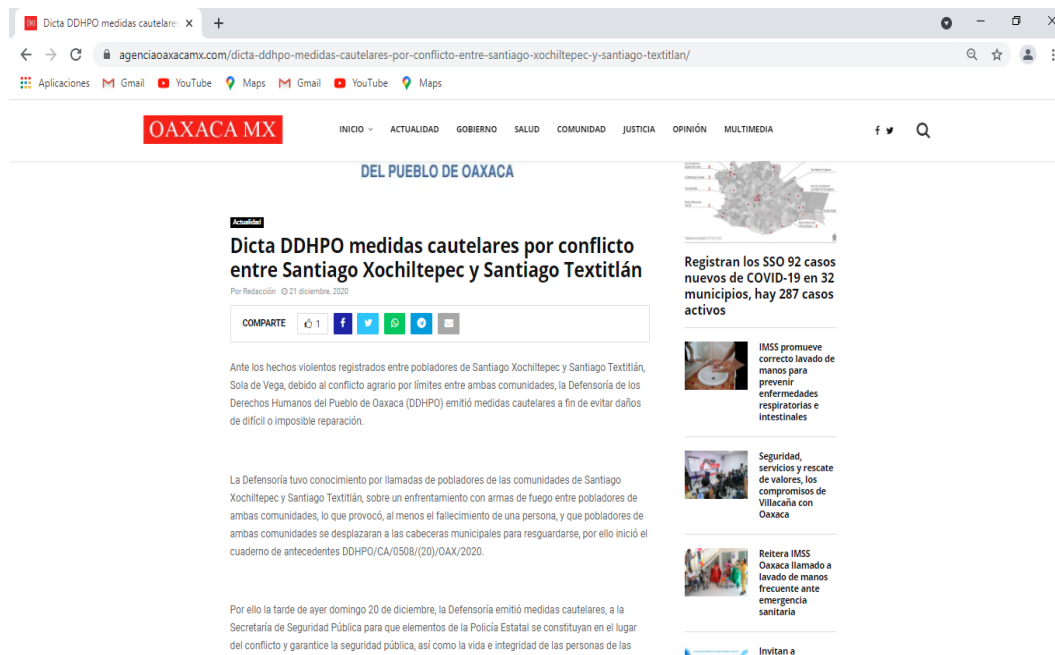 Dicta DDHPO medidas cautelares
agenciaoaxacamx.com/dicta-ddhpo-medidas-cautelares-por-conflicto-entre-santiago-xochiltepec-y-santiago-textitlan/
Aplicaciones Gmail YouTube Maps Gmail YouTube Maps
OAXACA MX
INICIO ACTUALIDAD GOBIERNO SALUD COMUNIDAD JUSTICIA OPINIÓN MULTIMEDIA
DEL PUEBLO DE OAXACA
Actualidad
Dicta DDHPO medidas cautelares por conflicto
entre Santiago Xochiltepec y Santiago Textitlán
Por Redacción 21 diciembre, 2020
COMPARTE 1
Ante los hechos violentos registrados entre pobladores de Santiago Xochiltepec y Santiago Textitlán,
Sola de Vega, debido al conflicto agrario por límites entre ambas comunidades, la Defensoría de los
Derechos Humanos del Pueblo de Oaxaca (DDHPO) emitió medidas cautelares a fin de evitar daños
de difícil o imposible reparación.
La Defensoría tuvo conocimiento por llamadas de pobladores de las comunidades de Santiago
Xochiltepec y Santiago Textitlán, sobre un enfrentamiento con armas de fuego entre pobladores de
ambas comunidades, lo que provocó, al menos el fallecimiento de una persona, y que pobladores de
ambas comunidades se desplazaran a las cabeceras municipales para resguardarse, por ello inició el
cuaderno de antecedentes DDHPO/CA/0508/(20)/OAX/2020.
Por ello la tarde de ayer domingo 20 de diciembre, la Defensoría emitió medidas cautelares, a la
Secretaría de Seguridad Pública para que elementos de la Policía Estatal se constituyan en el lugar
del conflicto y garantice la seguridad pública, así como la vida e integridad de las personas de las
Registran los SSO 92 casos
nuevos de COVID-19 en 32
municipios, hay 287 casos
activos
IMSS promueve
correcto lavado de
manos para
prevenir
enfermedades
respiratorias e
intestinales
Seguridad,
servicios y rescate
de valores, los
compromisos de
Villacaña con
Oaxaca
Reitera IMSS
Oaxaca llamado a
lavado de manos
frecuente ante
emergencia
sanitaria
Invitan a